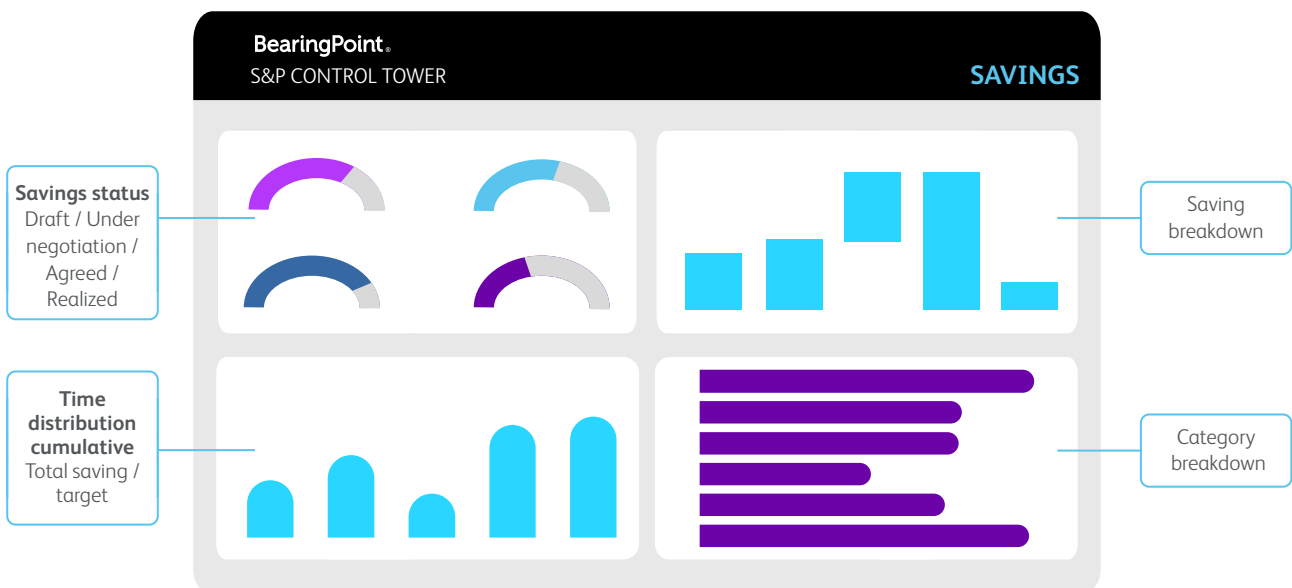 BearingPoint®
S&P CONTROL TOWER
SAVINGS
Savings status
Draft / Under
negotiation /
Agreed /
Realized
Saving
breakdown
Time
distribution
cumulative
Total saving /
target
Category
breakdown